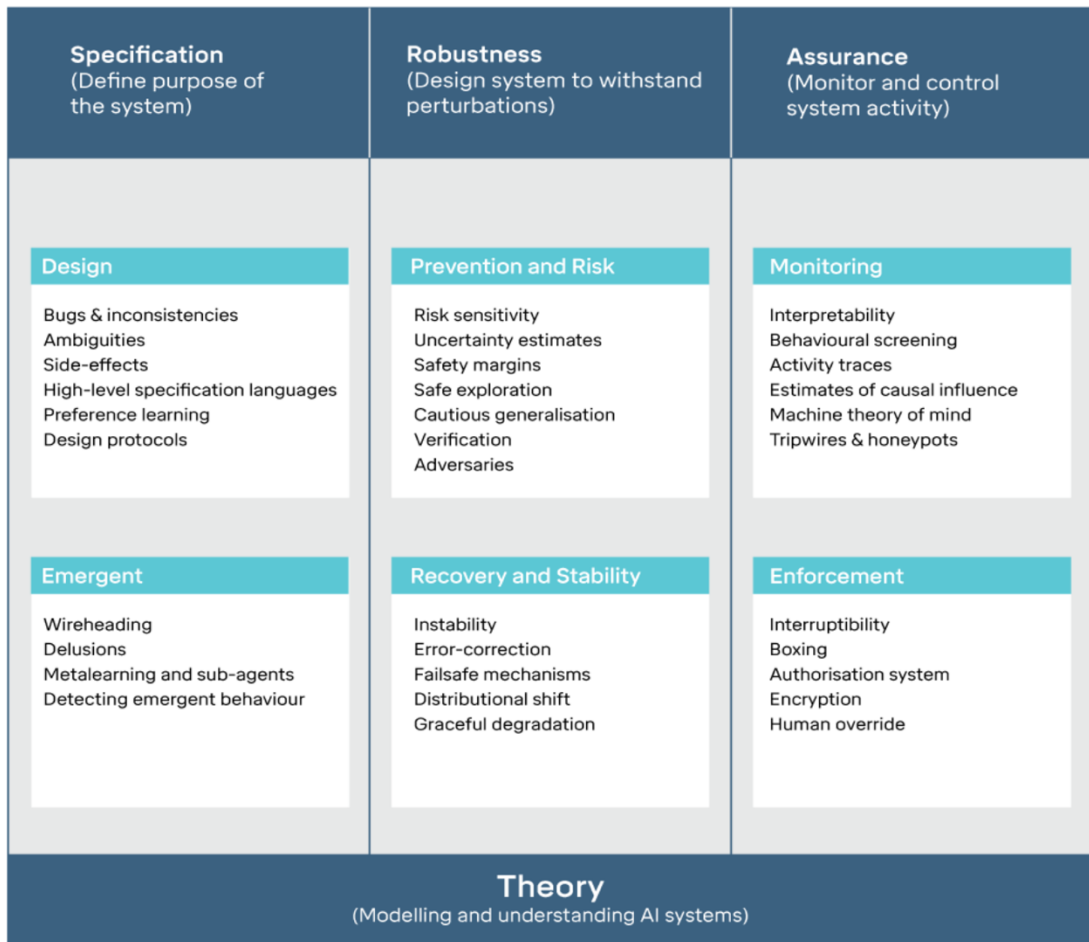 Specification
(Define purpose of
the system)
Robustness
(Design system to withstand
perturbations)
Assurance
(Monitor and control
system activity)
Design
Bugs & inconsistencies
Ambiguities
Side-effects
High-level specification languages
Preference learning
Design protocols
Prevention and Risk
Risk sensitivity
Uncertainty estimates
Safety margins
Safe exploration
Cautious generalisation
Verification
Adversaries
Monitoring
Interpretability
Behavioural screening
Activity traces
Estimates of causal influence
Machine theory of mind
Tripwires & honeypots
Emergent
Wireheading
Delusions
Metalearning and sub-agents
Detecting emergent behaviour
Recovery and Stability
Instability
Error-correction
Failsafe mechanisms
Distributional shift
Graceful degradation
Enforcement
Interruptibility
Boxing
Authorisation system
Encryption
Human override
Theory
(Modelling and understanding AI systems)